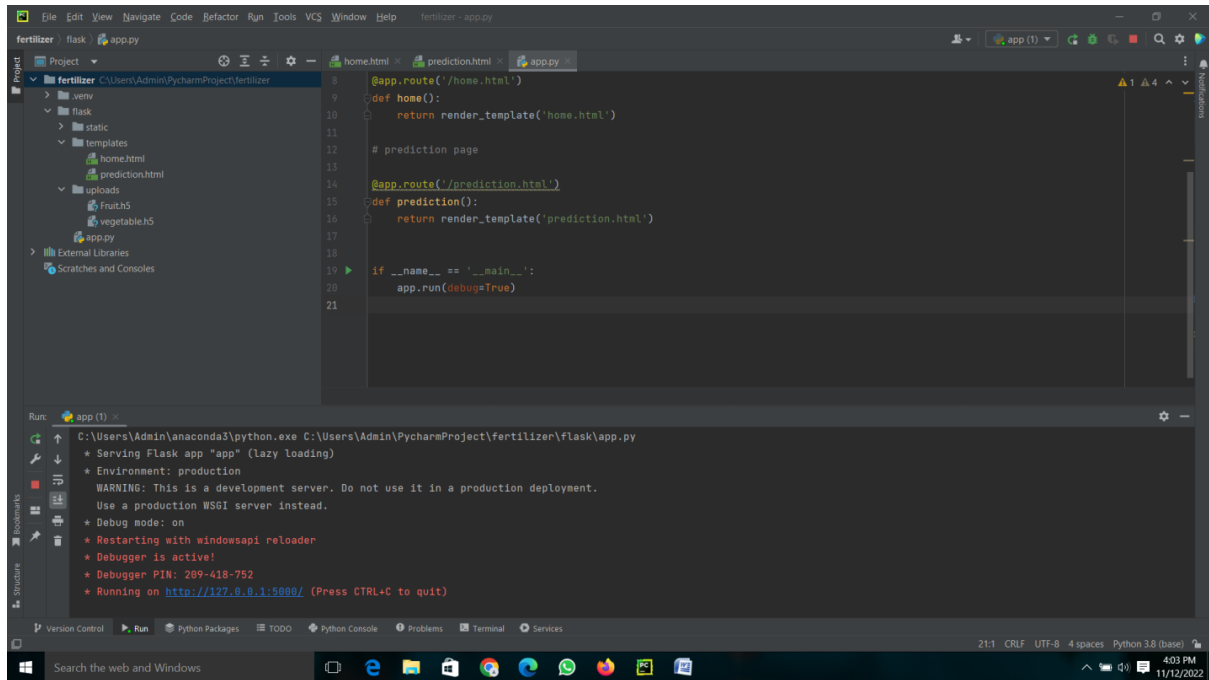 File Edit View Navigate Code Refactor Run Tools VCS Window Help fertilizer - app.py
fertilizer flask app.py app (1)
Project
home.html prediction.html app.py
fertilizer C:\Users\Admin\PycharmProject\fertilizer
.venv
flask
static
templates
home.html
prediction.html
uploads
Fruit.h5
vegetable.h5
app.py
External Libraries
Scratches and Consoles
Project
Bookmarks
Structure
8 @app.route('/home.html')
9 def home():
10 return render_template('home.html')
11
12 # prediction page
13
14 @app.route('/prediction.html')
15 def prediction():
16 return render_template('prediction.html')
17
18
19 if __name__ == '__main__':
20 app.run(debug=True)
21
1 4
Notifications
Run: app (1)
C:\Users\Admin\anaconda3\python.exe C:\Users\Admin\PycharmProject\fertilizer\flask\app.py
* Serving Flask app "app" (lazy loading)
* Environment: production
WARNING: This is a development server. Do not use it in a production deployment.
Use a production WSGI server instead.
* Debug mode: on
* Restarting with windowsapi reloader
* Debugger is active!
* Debugger PIN: 209-418-752
* Running on http://127.0.0.1:5000/ (Press CTRL+C to quit)
Version Control Run Python Packages TODO Python Console Problems Terminal Services
21:1 CRLF UTF-8 4 spaces Python 3.8 (base)
Search the web and Windows
4:03 PM
11/12/2022